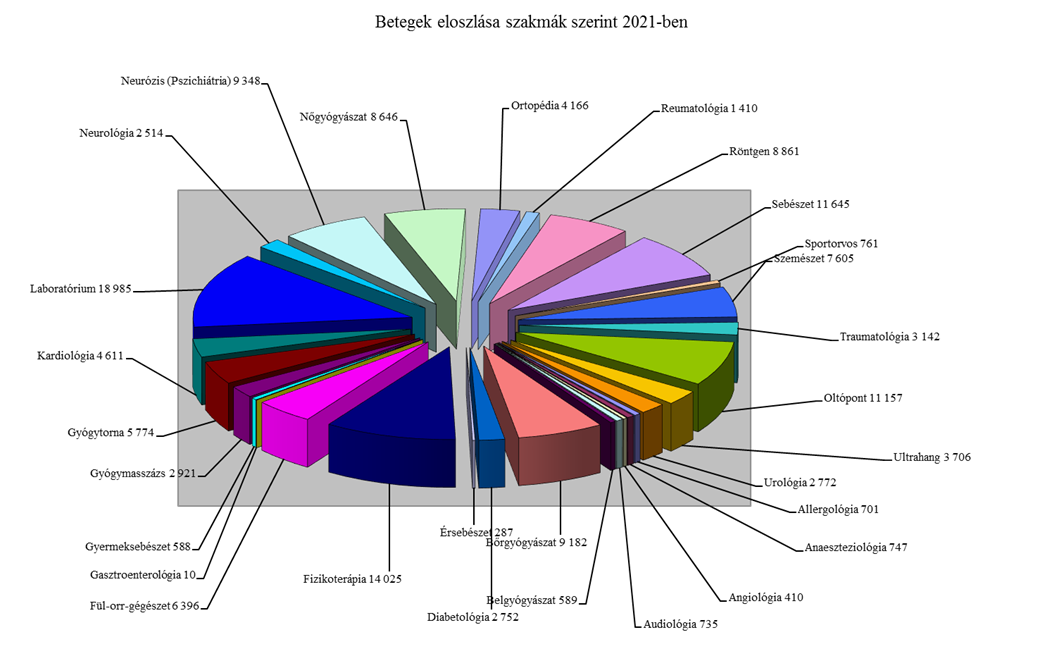 Betegek eloszlása szakmák szerint 2021-ben
Neurózis (Pszichiátria) 9 348
Nőgyógyászat 8 646
Ortopédia 4 166
Reumatológia 1 410
Neurológia 2 514
Röntgen 8 861
Sebészet 11 645
Sportorvos 761
Szemészet 7 605
Laboratórium 18 985
Traumatológia 3 142
Kardiológia 4 611
Oltópont 11 157
Gyógytorna 5 774
Ultrahang 3 706
Gyógymasszázs 2 921
Urológia 2 772
Allergológia 701
Érsebészet 287
Bőrgyógyászat 9 182
Gyermeksebészet 588
Anaeszteziológia 747
Gasztroenterológia 10
Fizikoterápia 14 025
Fül-orr-gégészet 6 396
Belgyógyászat 589
Angiológia 410
Diabetológia 2 752
Audiológia 735